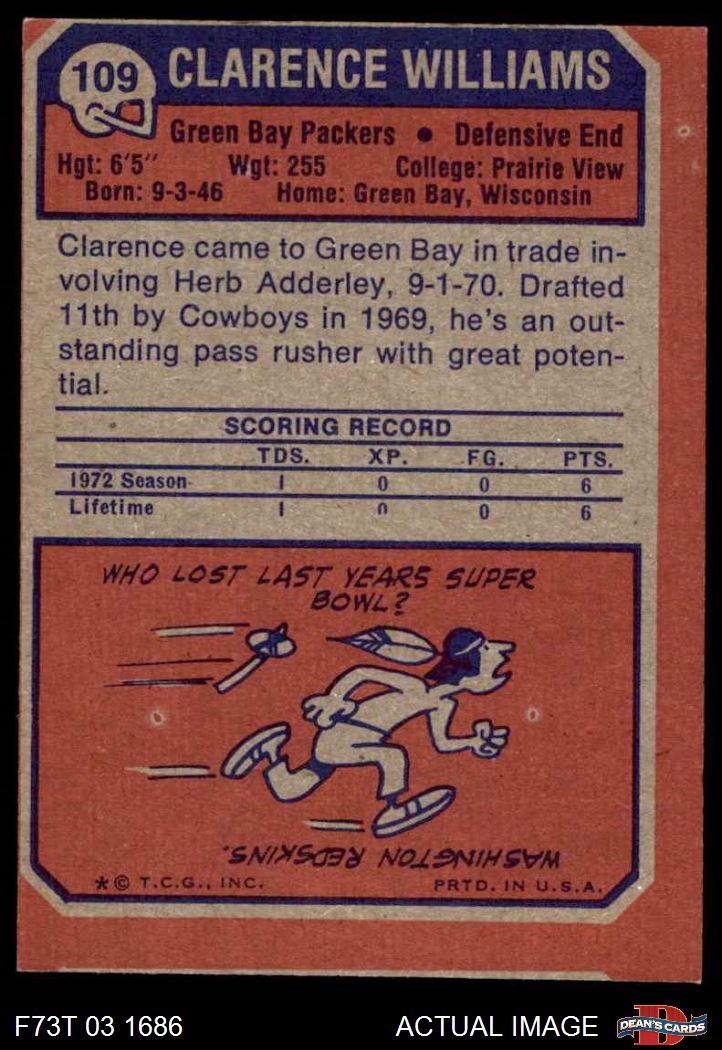 109
CLARENCE WILLIAMS
Green Bay Packers • Defensive End
Hgt: 6'5" Wgt: 255 College: Prairie View
Born: 9-3-46 Home: Green Bay, Wisconsin
Clarence came to Green Bay in trade in-
volving Herb Adderley, 9-1-70. Drafted
11th by Cowboys in 1969, he's an out-
standing pass rusher with great poten-
tial.
SCORING RECORD
TDS. XP. FG. PTS.
1972 Season 1 0 0 6
Lifetime 1 0 0 6
WHO LOST LAST YEARS SUPER
BOWL?
WASHINGTON REDSKINS.
*© T.C.G., INC. PRTD. IN U.S.A.
F73T 03 1686 ACTUAL IMAGE
D
DEAN'S CARDS